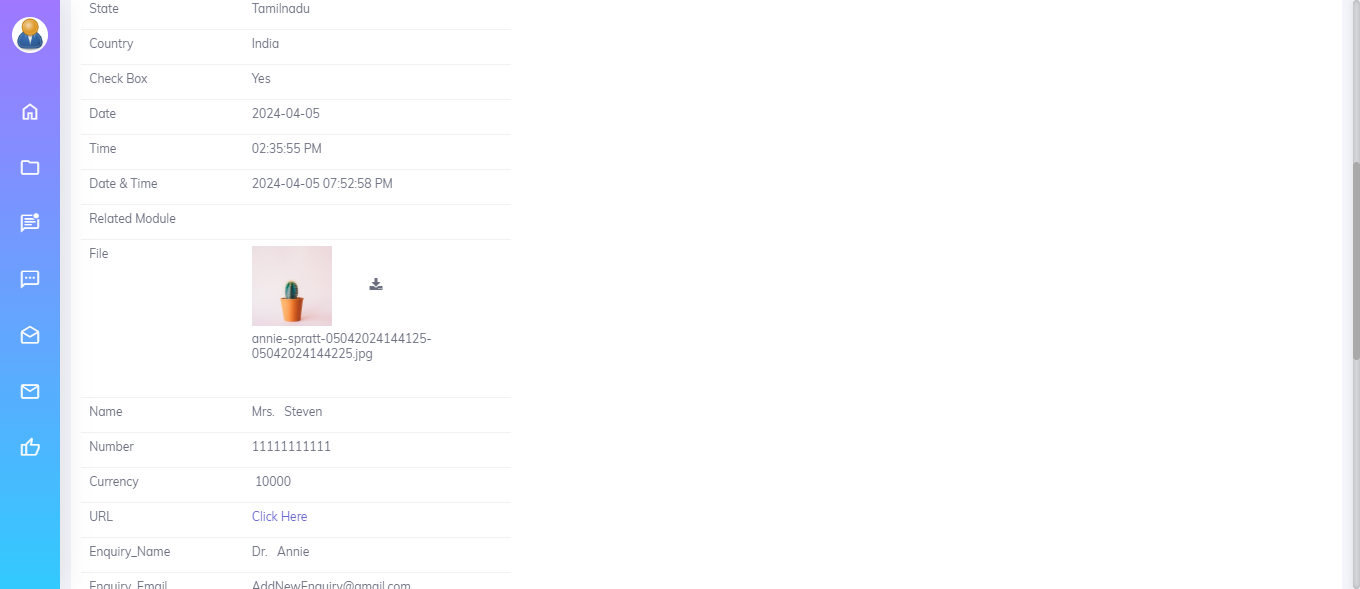 State Tamilnadu
Country India
Check Box Yes
Date 2024-04-05
Time 02:35:55 PM
Date & Time 2024-04-05 07:52:58 PM
Related Module
File
annie-spratt-05042024144125-
05042024144225.jpg
Name Mrs. Steven
Number 11111111111
Currency 10000
URL Click Here
Enquiry_Name Dr. Annie
Enquiry_Email AddNewEnquiry@gmail.com